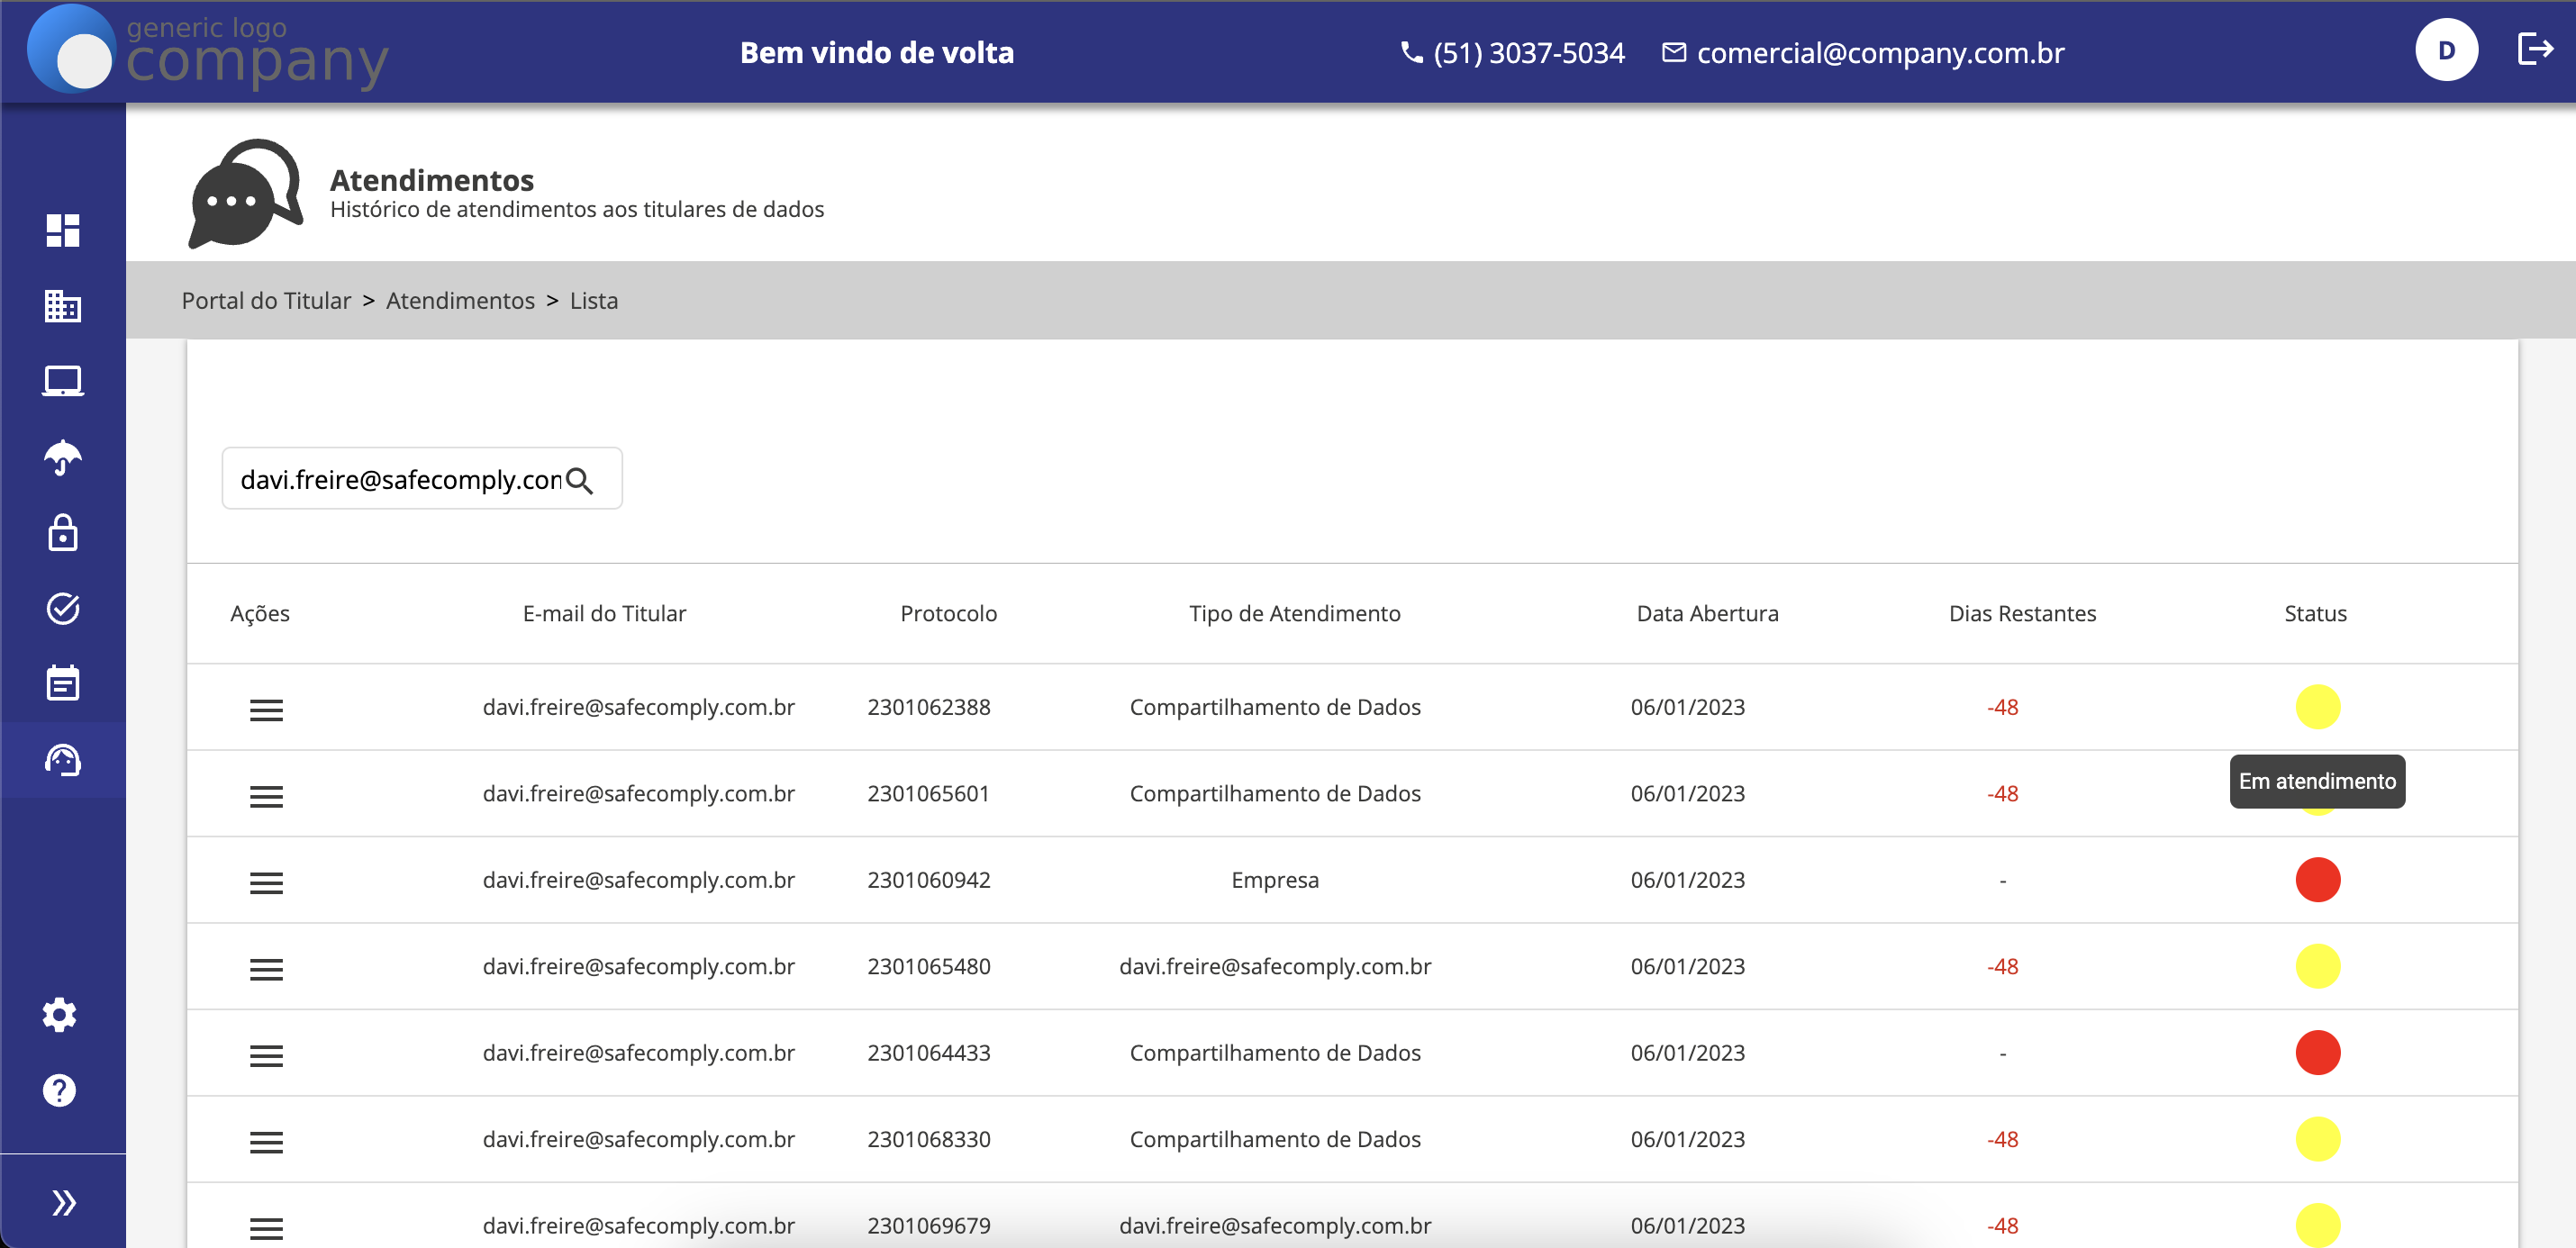 generic logo
company
Bem vindo de volta
(51) 3037-5034
comercial@company.com.br
D
Atendimentos
Histórico de atendimentos aos titulares de dados
Portal do Titular > Atendimentos > Lista
davi.freire@safecomply.com
Ações E-mail do Titular Protocolo Tipo de Atendimento Data Abertura Dias Restantes Status
davi.freire@safecomply.com.br 2301062388 Compartilhamento de Dados 06/01/2023 -48
Em atendimento
davi.freire@safecomply.com.br 2301065601 Compartilhamento de Dados 06/01/2023 -48
davi.freire@safecomply.com.br 2301060942 Empresa 06/01/2023 -
davi.freire@safecomply.com.br 2301065480 davi.freire@safecomply.com.br 06/01/2023 -48
davi.freire@safecomply.com.br 2301064433 Compartilhamento de Dados 06/01/2023 -
davi.freire@safecomply.com.br 2301068330 Compartilhamento de Dados 06/01/2023 -48
davi.freire@safecomply.com.br 2301069679 davi.freire@safecomply.com.br 06/01/2023 -48